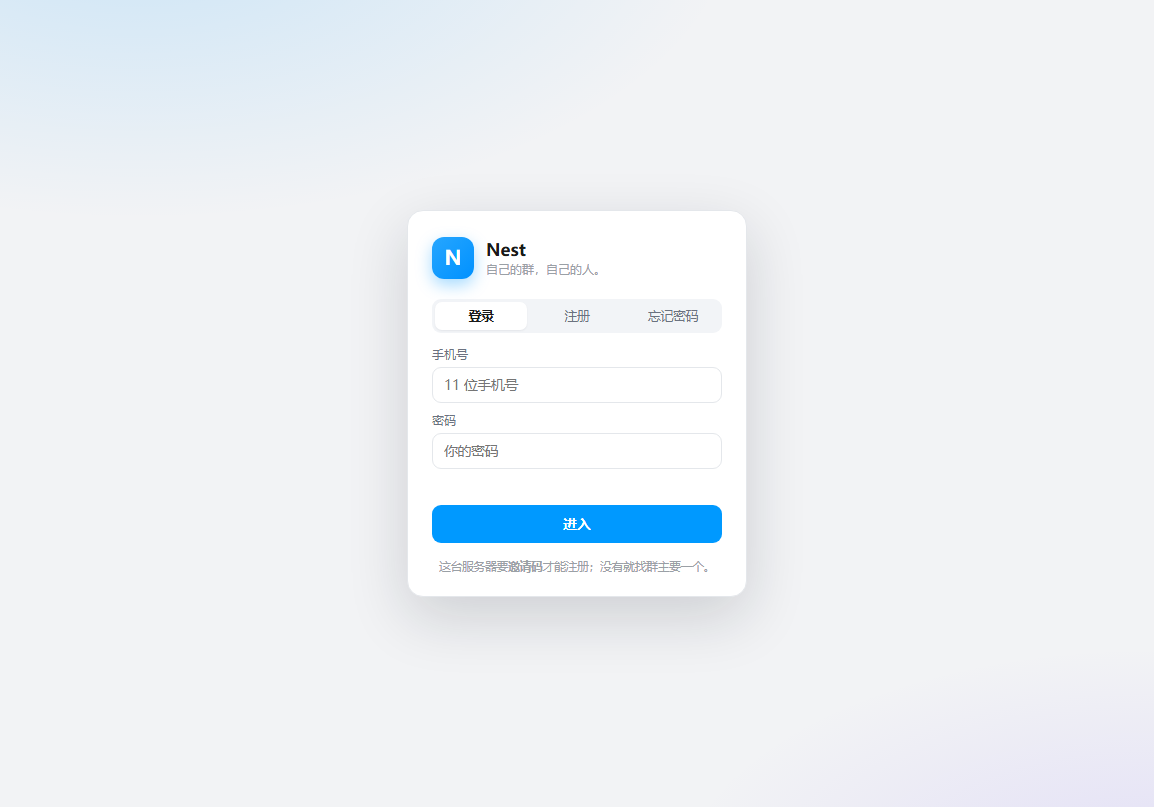 N
Nest
自己的群，自己的人。
登录 注册 忘记密码
手机号
11 位手机号
密码
你的密码
进入
这台服务器要邀请码才能注册；没有就找群主要一个。